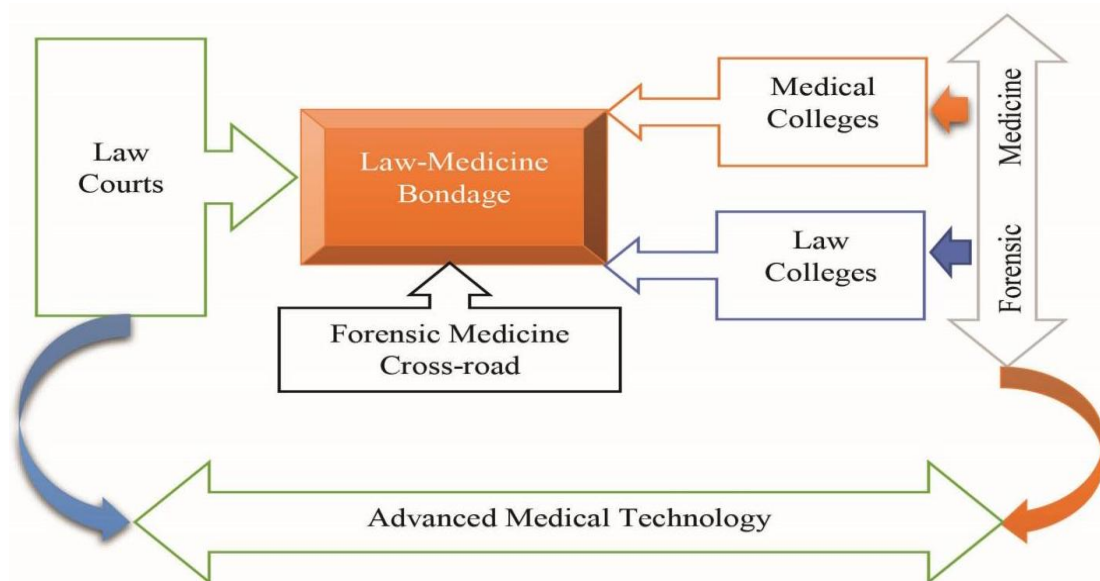 Law
Courts
Law-Medicine
Bondage
Medical
Colleges
Law
Colleges
Forensic Medicine
Forensic Medicine
Cross-road
Advanced Medical Technology